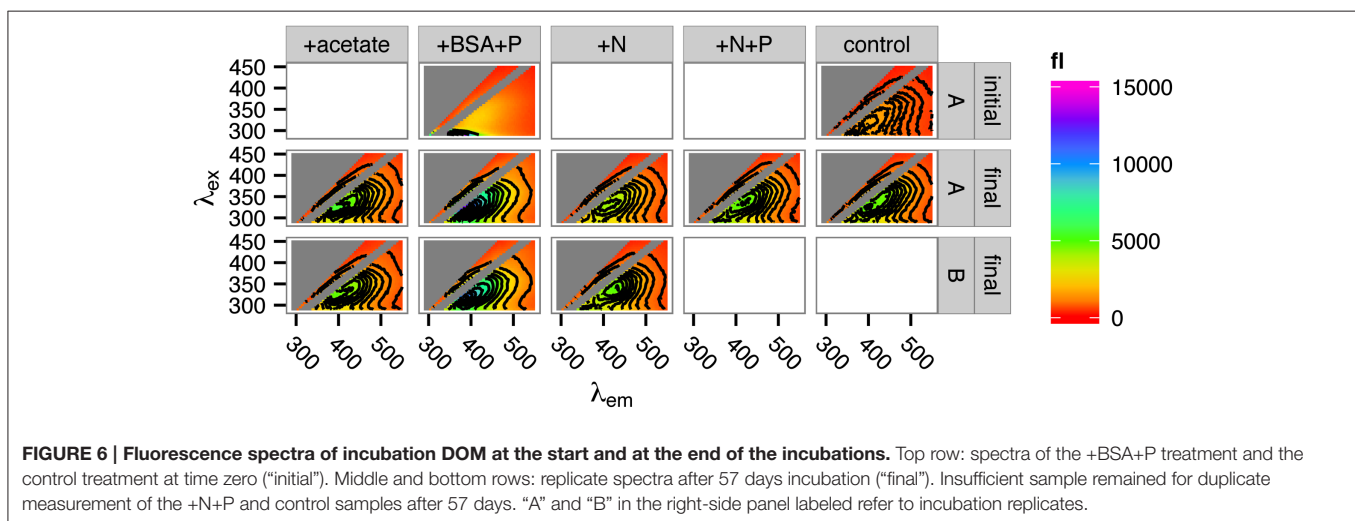 +acetate +BSA+P +N +N+P control
fl
450
400
350
300
A initial
450
400
350
300
A final
450
400
350
300
B final
λex
300 400 500 300 400 500 300 400 500 300 400 500 300 400 500
λem
15000
10000
5000
0
FIGURE 6 | Fluorescence spectra of incubation DOM at the start and at the end of the incubations. Top row: spectra of the +BSA+P treatment and the
control treatment at time zero (“initial”). Middle and bottom rows: replicate spectra after 57 days incubation (“final”). Insufficient sample remained for duplicate
measurement of the +N+P and control samples after 57 days. “A” and “B” in the right-side panel labeled refer to incubation replicates.